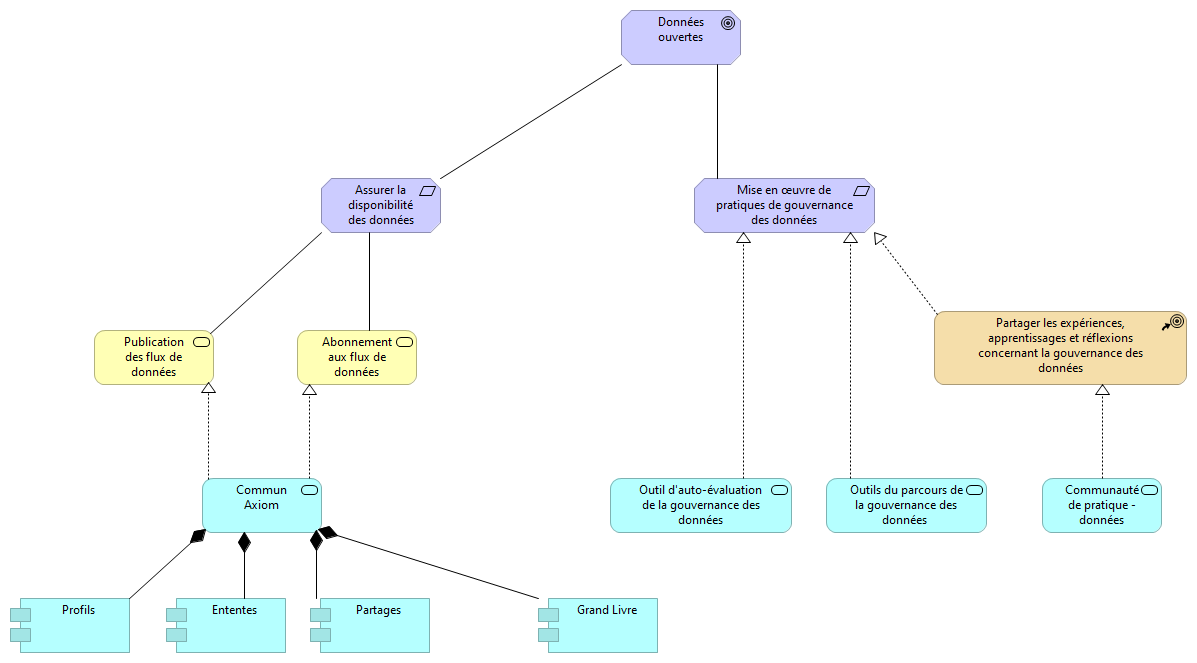 Données
ouvertes
Assurer la
disponibilité
des données
Mise en œuvre de
pratiques de gouvernance
des données
Publication
des flux de
données
Abonnement
aux flux de
données
Partager les expériences,
apprentissages et réflexions
concernant la gouvernance des
données
Commun
Axiom
Outil d'auto-évaluation
de la gouvernance des
données
Outils du parcours de
la gouvernance des
données
Communauté
de pratique -
données
Profils
Ententes
Partages
Grand Livre